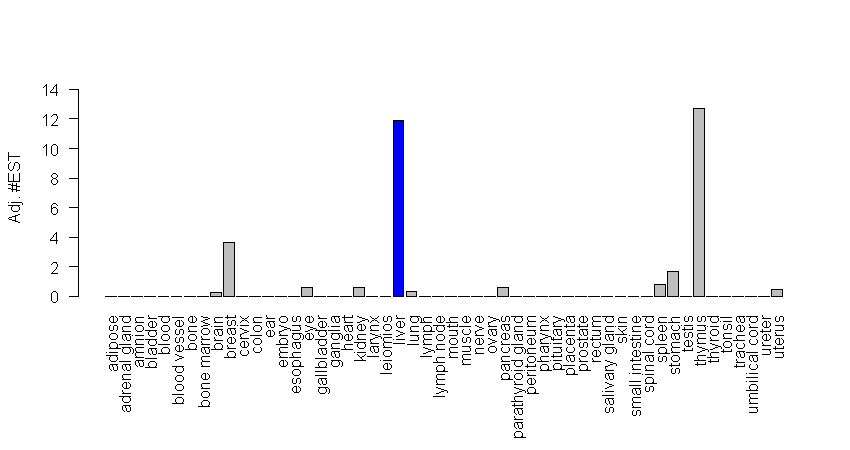 Adj. #EST
14
12
10
8
6
4
2
0
adipose
adrenal gland
amnion
bladder
blood
blood vessel
bone
bone marrow
brain
breast
cervix
colon
ear
embryo
esophagus
eye
gallbladder
ganglia
heart
kidney
larynx
leiomios
liver
lung
lymph
lymph node
mouth
muscle
nerve
ovary
pancreas
parathyroid gland
peritoneum
pharynx
pituitary
placenta
prostate
rectum
salivary gland
skin
small intestine
spinal cord
spleen
stomach
testis
thymus
thyroid
tonsil
trachea
umbilical cord
ureter
uterus